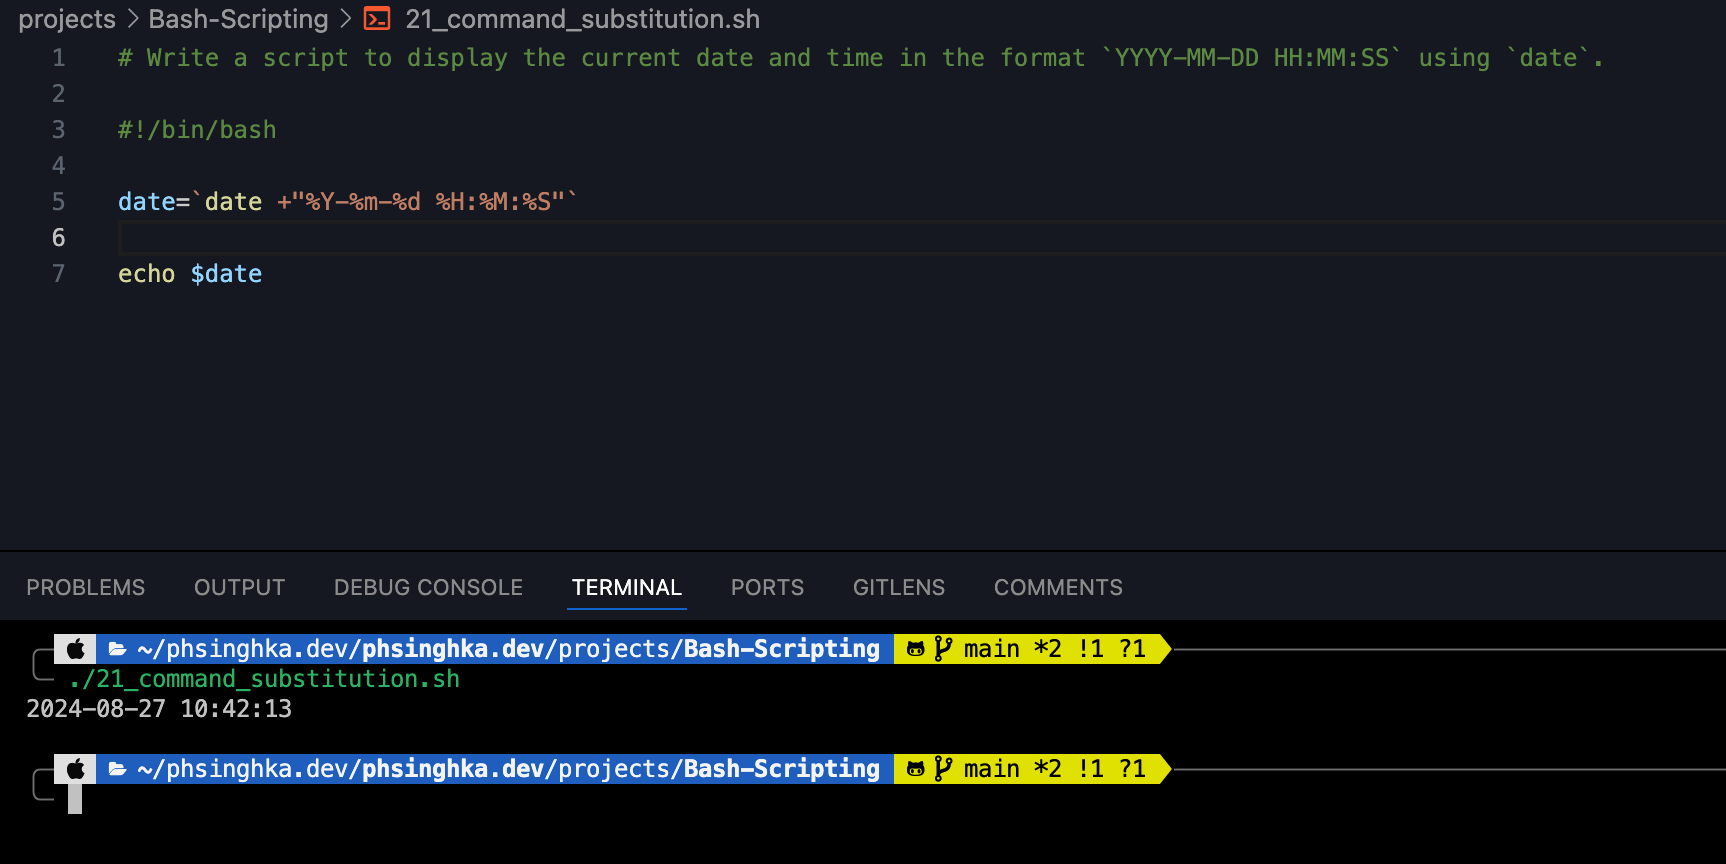 projects > Bash-Scripting > 21_command_substitution.sh
1 # Write a script to display the current date and time in the format `YYYY-MM-DD HH:MM:SS` using `date`.
2
3 #!/bin/bash
4
5 date=`date +"%Y-%m-%d %H:%M:%S"`
6
7 echo $date
PROBLEMS OUTPUT DEBUG CONSOLE TERMINAL PORTS GITLENS COMMENTS
~/phsinghka.dev/phsinghka.dev/projects/Bash-Scripting main *2 !1 ?1
./21_command_substitution.sh
2024-08-27 10:42:13
~/phsinghka.dev/phsinghka.dev/projects/Bash-Scripting main *2 !1 ?1